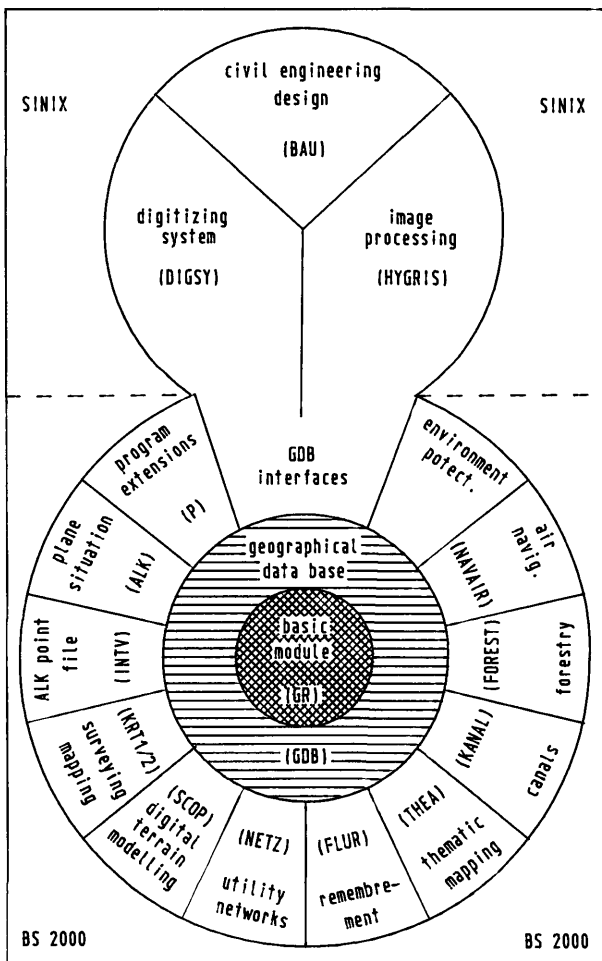 SINIX
civil engineering
design
(BAU)
SINIX
digitizing
system
(DIGSY)
image
processing
(HYGRIS)
GDB
interfaces
program
extensions
(P)
plane
situation
(ALK)
ALK point
file
(INTV)
surveying
mapping
(KRT1/2)
(SCOP)
digital
terrain
modelling
(NETZ)
utility
networks
(FLUR)
remembre-
ment
(THEA)
thematic
mapping
(KANAL)
canals
(FOREST)
forestry
air
navig.
(NAVAIR)
environment
potect.
geographical
data base
basic
module
(GR)
(GDB)
BS 2000
BS 2000